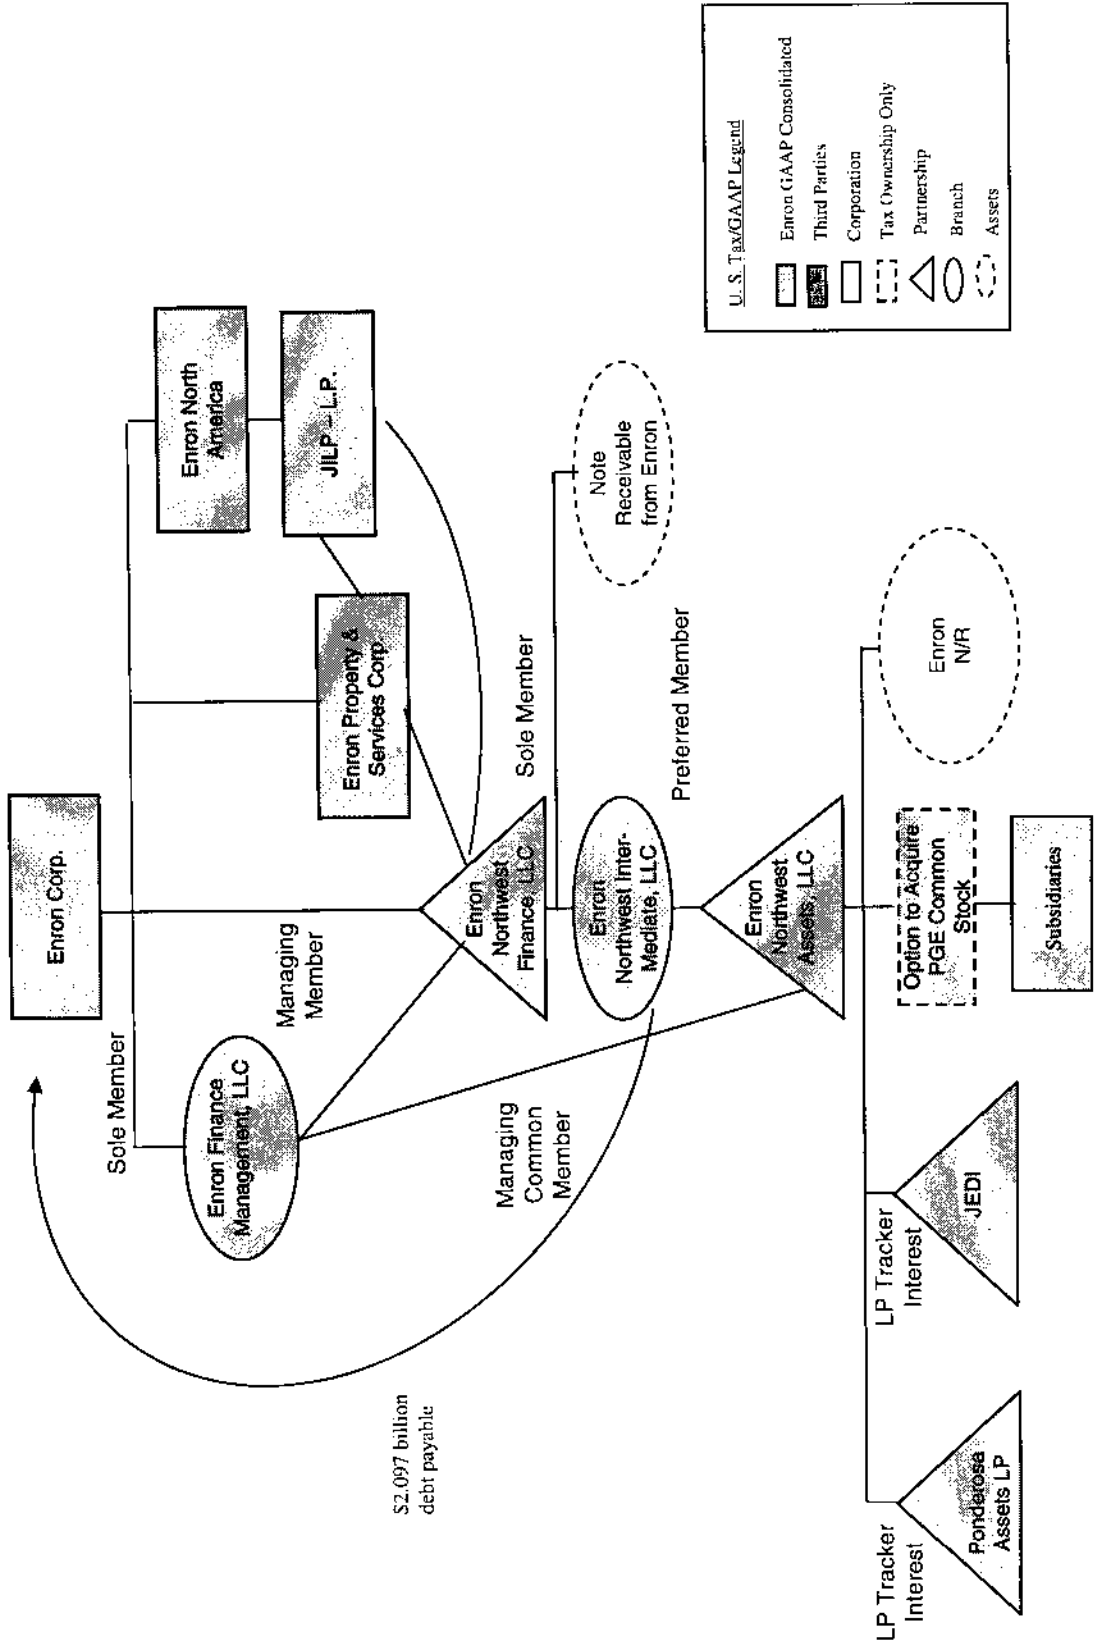 Enron Corp.
Sole Member
Enron Finance
Management, LLC
Managing
Member
Enron North
America
JILP – L.P.
Enron Property &
Services Corp.
Enron
Northwest
Finance, LLC
Sole Member
Note
Receivable
from Enron
Enron
Northwest Inter-
Mediate, LLC
Preferred Member
Managing
Common
Member
$2.097 billion
debt payable
Enron
Northwest
Assets, LLC
LP Tracker
Interest
Ponderosa
Assets LP
LP Tracker
Interest
JEDI
Option to Acquire
PGE Common
Stock
Subsidiaries
Enron
N/R
U. S. Tax/GAAP Legend
Enron GAAP Consolidated
Third Parties
Corporation
Tax Ownership Only
Partnership
Branch
Assets